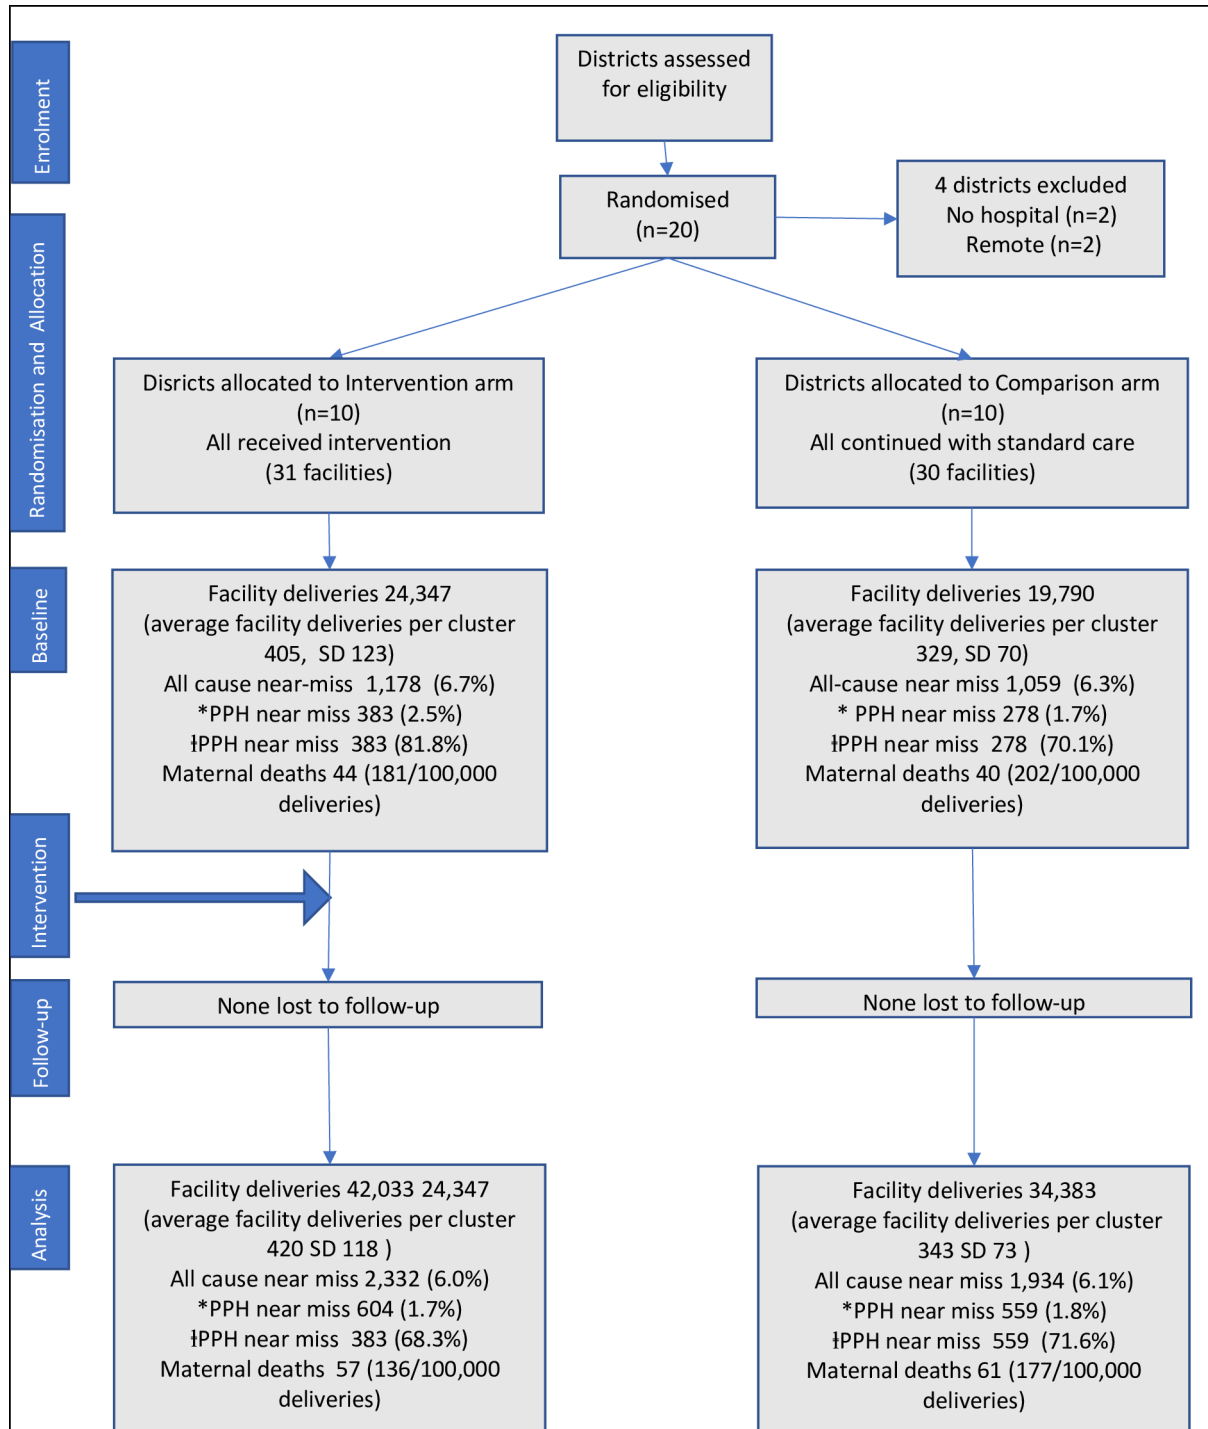 Enrolment
Districts assessed
for eligibility
Randomised
(n=20)
4 districts excluded
No hospital (n=2)
Remote (n=2)
Randomisation and Allocation
Disricts allocated to Intervention arm
(n=10)
All received intervention
(31 facilities)
Districts allocated to Comparison arm
(n=10)
All continued with standard care
(30 facilities)
Baseline
Facility deliveries 24,347
(average facility deliveries per cluster
405, SD 123)
All cause near-miss 1,178 (6.7%)
*PPH near miss 383 (2.5%)
ƗPPH near miss 383 (81.8%)
Maternal deaths 44 (181/100,000
deliveries)
Facility deliveries 19,790
(average facility deliveries per cluster
329, SD 70)
All-cause near miss 1,059 (6.3%)
* PPH near miss 278 (1.7%)
ƗPPH near miss 278 (70.1%)
Maternal deaths 40 (202/100,000
deliveries)
Intervention
Follow-up
None lost to follow-up
None lost to follow-up
Analysis
Facility deliveries 42,033 24,347
(average facility deliveries per cluster
420 SD 118 )
All cause near miss 2,332 (6.0%)
*PPH near miss 604 (1.7%)
ƗPPH near miss 383 (68.3%)
Maternal deaths 57 (136/100,000
deliveries)
Facility deliveries 34,383
(average facility deliveries per cluster
343 SD 73 )
All cause near miss 1,934 (6.1%)
*PPH near miss 559 (1.8%)
ƗPPH near miss 559 (71.6%)
Maternal deaths 61 (177/100,000
deliveries)